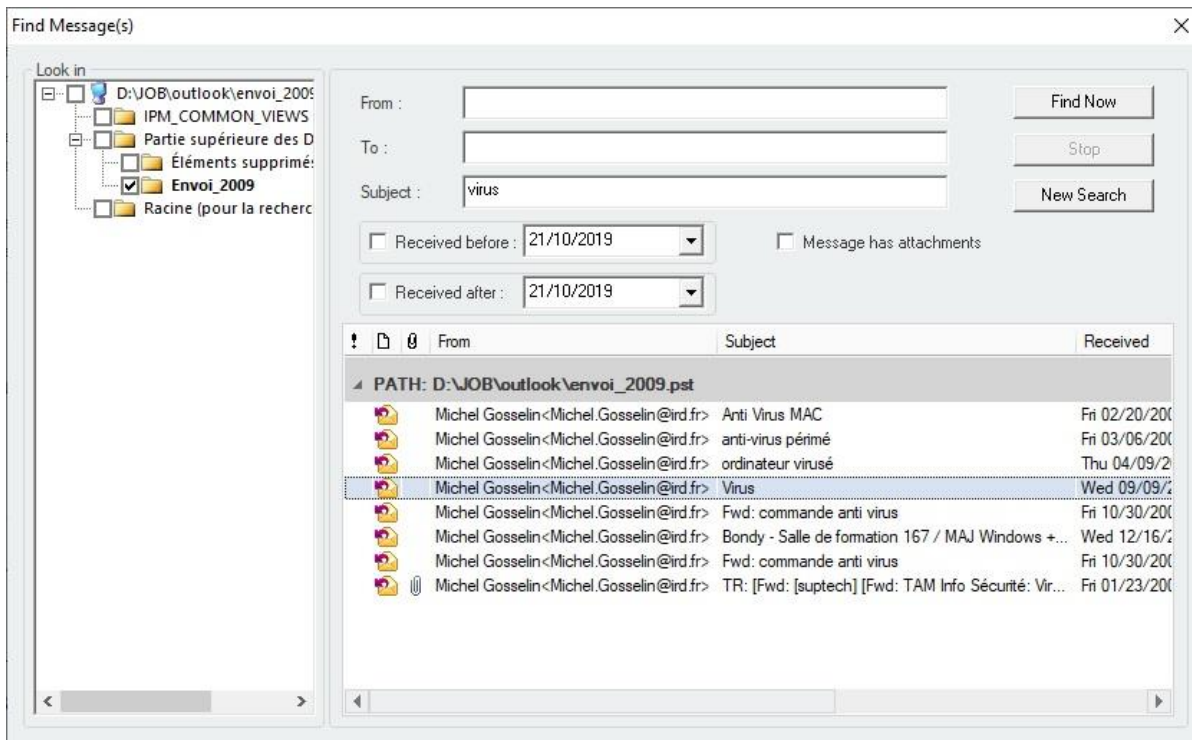 Find Message(s)
Look in
D:\JOB\outlook\envoi_2009
IPM_COMMON_VIEWS
Partie supérieure des D
Éléments supprimés
Envoi_2009
Racine (pour la recherc
From :
Find Now
To :
Stop
Subject : virus
New Search
Received before : 21/10/2019
Message has attachments
Received after : 21/10/2019
! From Subject Received
PATH: D:\JOB\outlook\envoi_2009.pst
Michel Gosselin<Michel.Gosselin@ird.fr> Anti Virus MAC Fri 02/20/200
Michel Gosselin<Michel.Gosselin@ird.fr> anti-virus périmé Fri 03/06/200
Michel Gosselin<Michel.Gosselin@ird.fr> ordinateur virusé Thu 04/09/2
Michel Gosselin<Michel.Gosselin@ird.fr> Virus Wed 09/09/2
Michel Gosselin<Michel.Gosselin@ird.fr> Fwd: commande anti virus Fri 10/30/200
Michel Gosselin<Michel.Gosselin@ird.fr> Bondy - Salle de formation 167 / MAJ Windows +... Wed 12/16/2
Michel Gosselin<Michel.Gosselin@ird.fr> Fwd: commande anti virus Fri 10/30/200
Michel Gosselin<Michel.Gosselin@ird.fr> TR: [Fwd: [suptech] [Fwd: TAM Info Sécurité: Vir... Fri 01/23/200